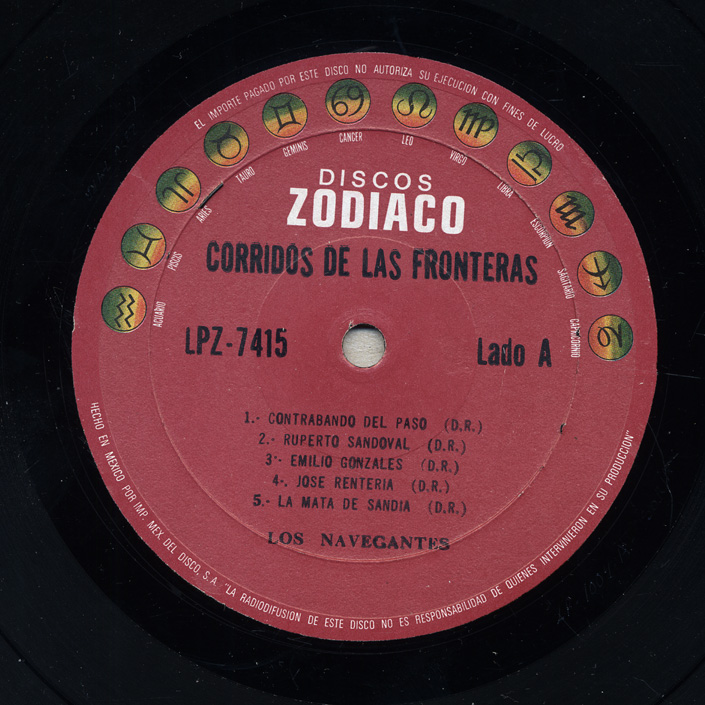 EL IMPORTE PAGADO POR ESTE DISCO NO AUTORIZA SU EJECUCION CON FINES DE LUCRO
ACUARIO
PISCIS
ARIES
TAURO
GEMINIS
CANCER
LEO
VIRGO
LIBRA
ESCORPION
SAGITARIO
CAPRICORNIO
DISCOS
ZODIACO
CORRIDOS DE LAS FRONTERAS
LPZ-7415
Lado A
1.- CONTRABANDO DEL PASO (D.R.)
2.- RUPERTO SANDOVAL (D.R.)
3-- EMILIO GONZALES (D.R.)
4-. JOSE RENTERIA (D.R.)
5.- LA MATA DE SANDIA (D.R.)
LOS NAVEGANTES
HECHO EN MEXICO POR IMP. MEX. DEL DISCO, S.A. "LA RADIODIFUSION DE ESTE DISCO NO ES RESPONSABILIDAD DE QUIENES INTERVINIERON EN SU PRODUCCION"